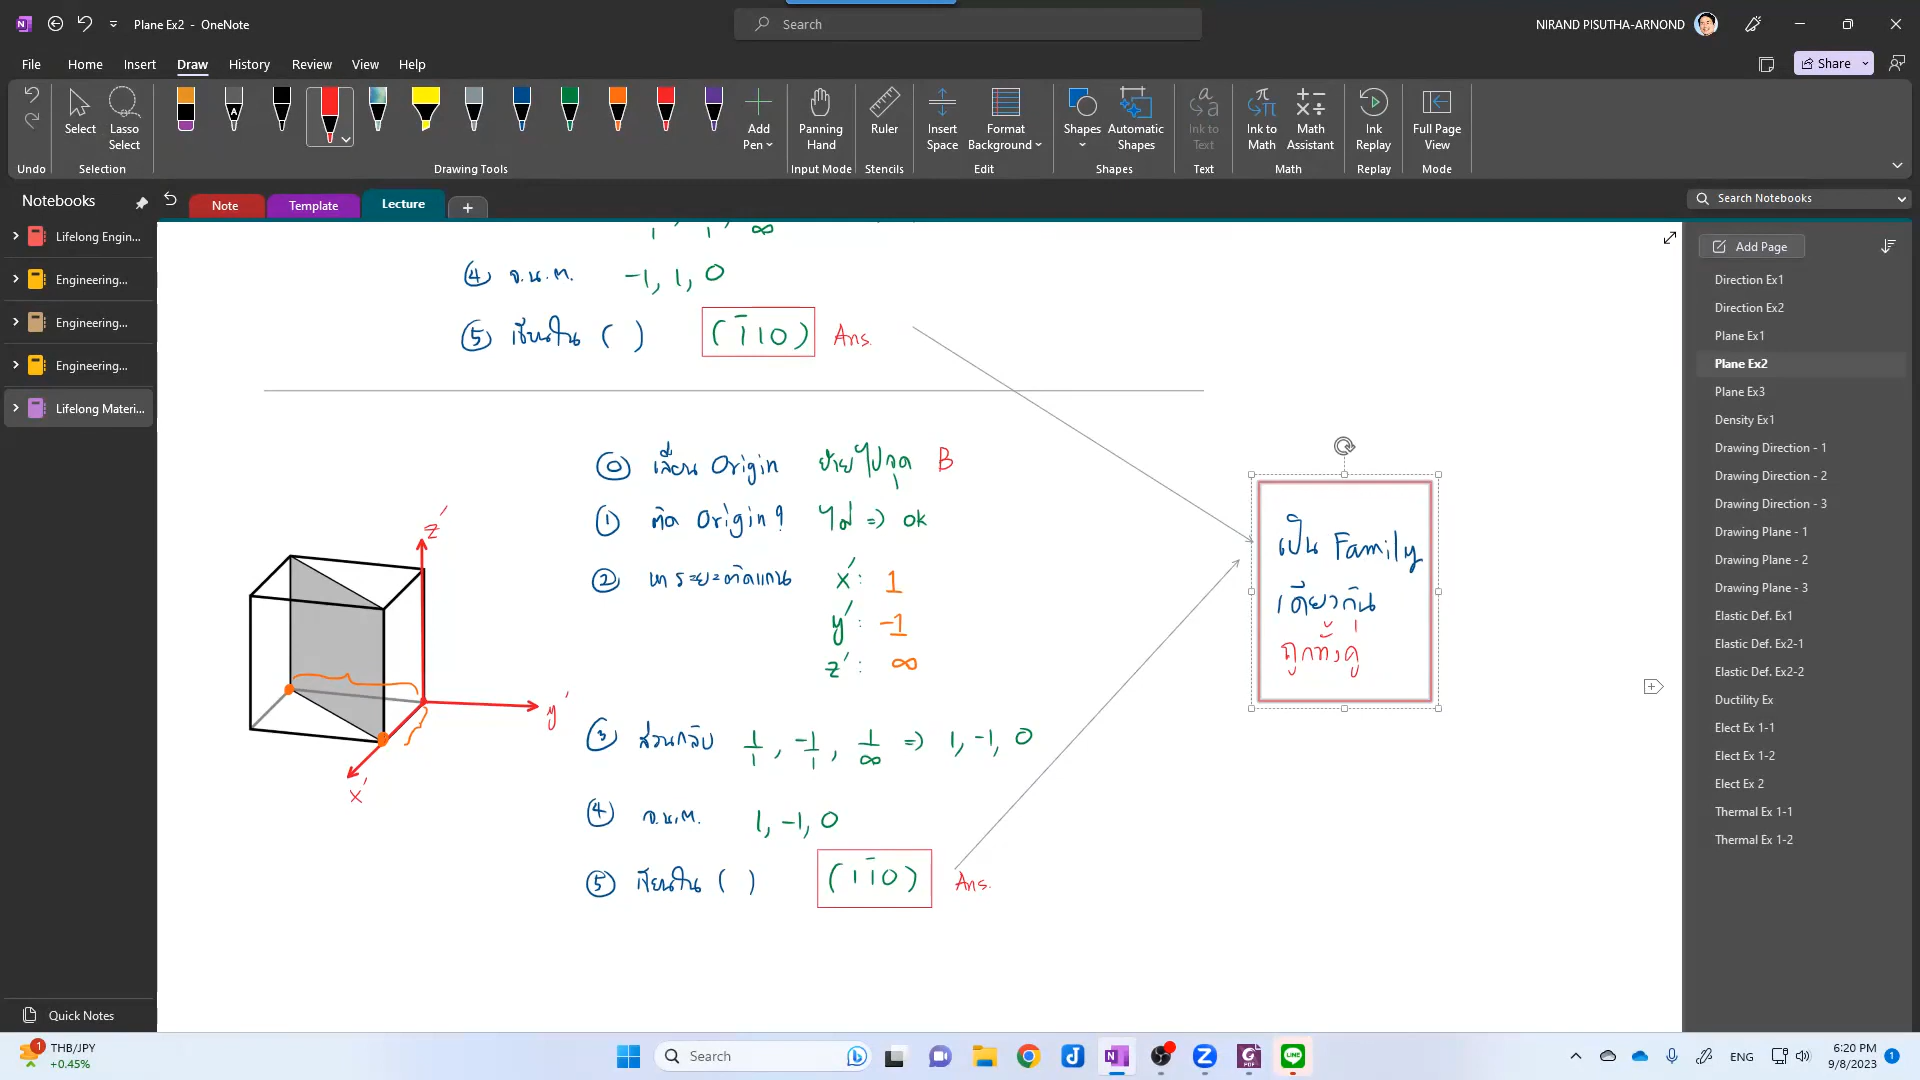 Plane Ex2 - OneNote
Search
NIRAND PISUTHA-ARNOND
File Home Insert Draw History Review View Help
Share
Undo
Select
Lasso Select
Selection
Add Pen
Drawing Tools
Panning Hand
Input Mode
Ruler
Stencils
Insert Space
Format Background
Edit
Shapes
Automatic Shapes
Shapes
Ink to Text
Text
Ink to Math
Math Assistant
Math
Ink Replay
Replay
Full Page View
Mode
Notebooks
Note
Template
Lecture
Search Notebooks
Lifelong Engin...
Engineering...
Engineering...
Engineering...
Lifelong Materi...
Quick Notes
④ จ.น.ต. -1, 1, 0
⑤ เขียนใน ( ) (1̄10) Ans.
⓪ เลื่อน Origin ย้ายไปจุด B
① ตัด Origin? ไม่ => ok
② หาระยะตัดแกน x′: 1
y′: -1
z′: ∞
③ ส่วนกลับ 1/1, -1/1, 1/∞ => 1, -1, 0
④ จ.น.ต. 1, -1, 0
⑤ เขียนใน ( ) (11̄0) Ans.
z′
y′
x′
เป็น Family
เดียวกัน
ถูกทั้งคู่
Add Page
Direction Ex1
Direction Ex2
Plane Ex1
Plane Ex2
Plane Ex3
Density Ex1
Drawing Direction - 1
Drawing Direction - 2
Drawing Direction - 3
Drawing Plane - 1
Drawing Plane - 2
Drawing Plane - 3
Elastic Def. Ex1
Elastic Def. Ex2-1
Elastic Def. Ex2-2
Ductility Ex
Elect Ex 1-1
Elect Ex 1-2
Elect Ex 2
Thermal Ex 1-1
Thermal Ex 1-2
THB/JPY
+0.45%
Search
ENG
6:20 PM
9/8/2023